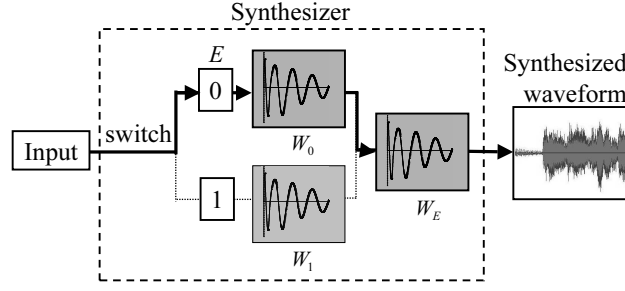 Synthesizer
E
Synthesized
waveform
0
switch
Input
W0
1
WE
W1